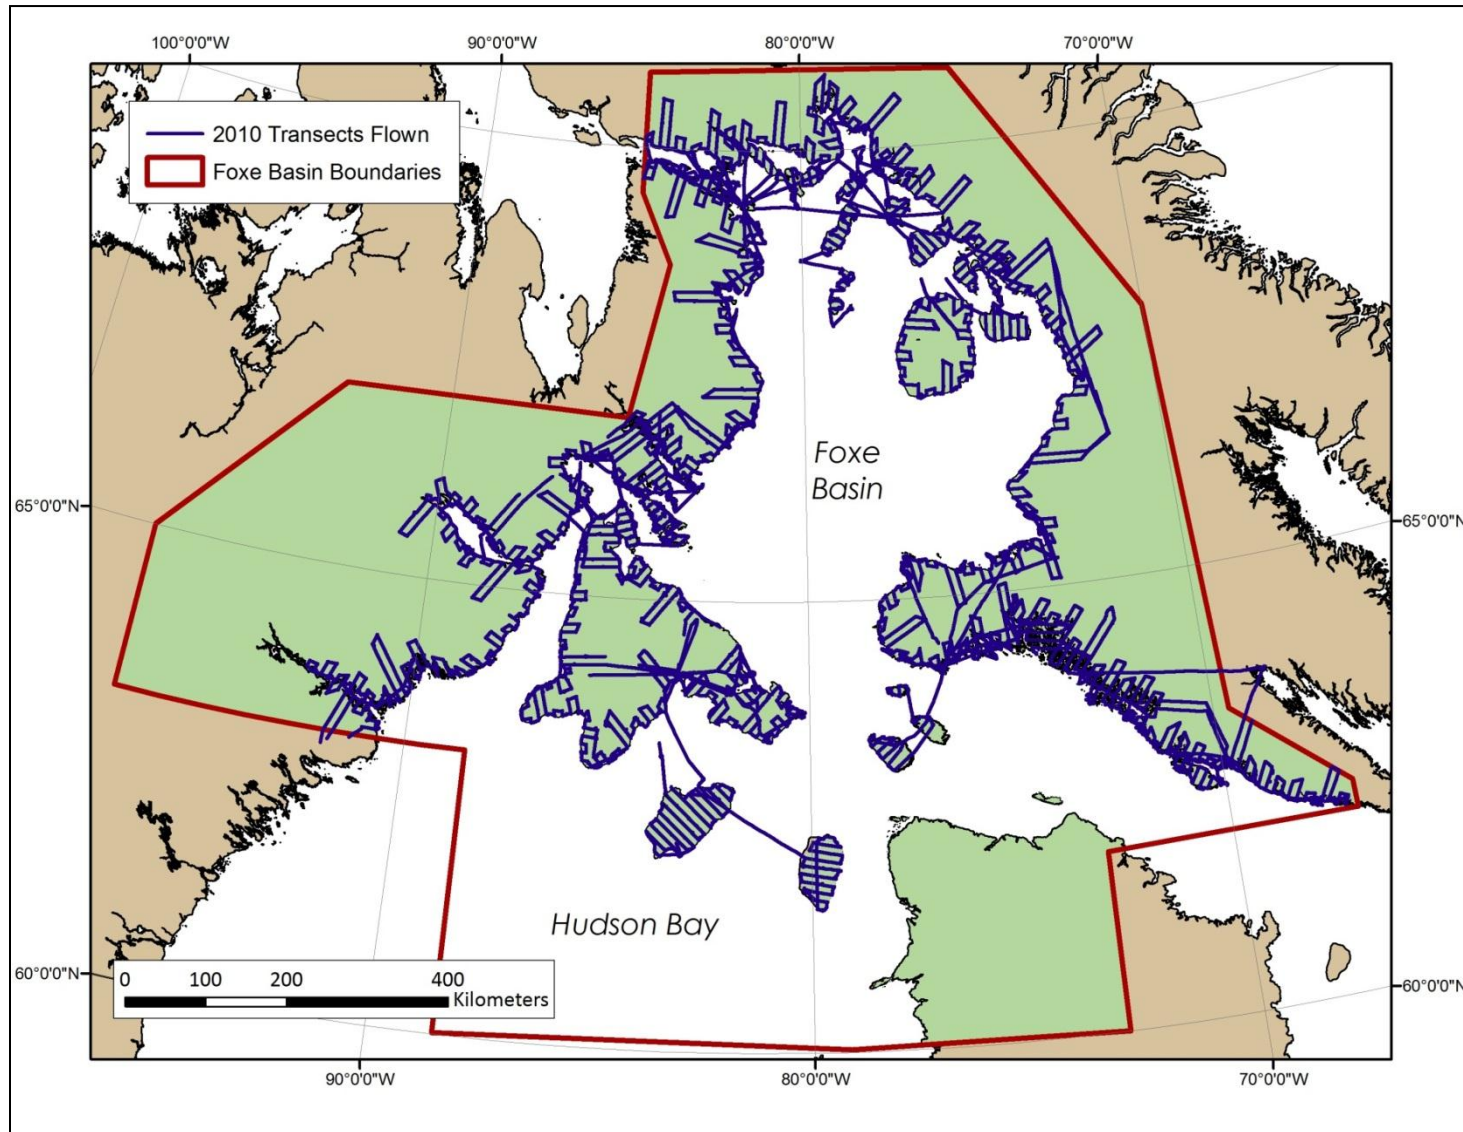 100°0'0"W 90°0'0"W 80°0'0"W 70°0'0"W
2010 Transects Flown
Foxe Basin Boundaries
Foxe
Basin
65°0'0"N
65°0'0"N
Hudson Bay
60°0'0"N
60°0'0"N
0 100 200 400
Kilometers
90°0'0"W 80°0'0"W 70°0'0"W